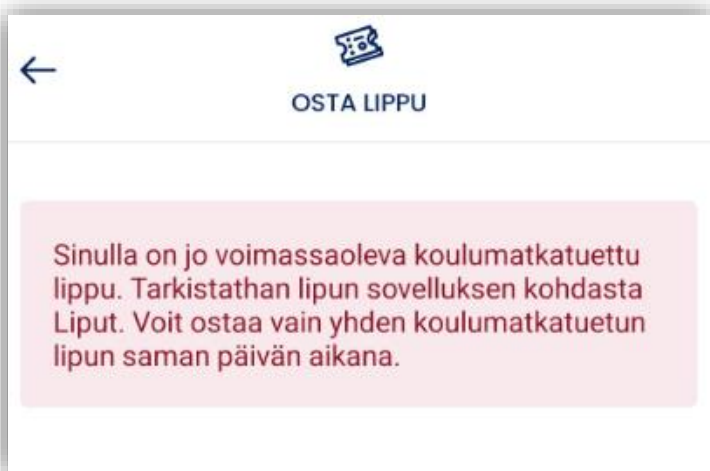 OSTA LIPPU
Sinulla on jo voimassaoleva koulumatkatuettu
lippu. Tarkistathan lipun sovelluksen kohdasta
Liput. Voit ostaa vain yhden koulumatkatuetun
lipun saman päivän aikana.